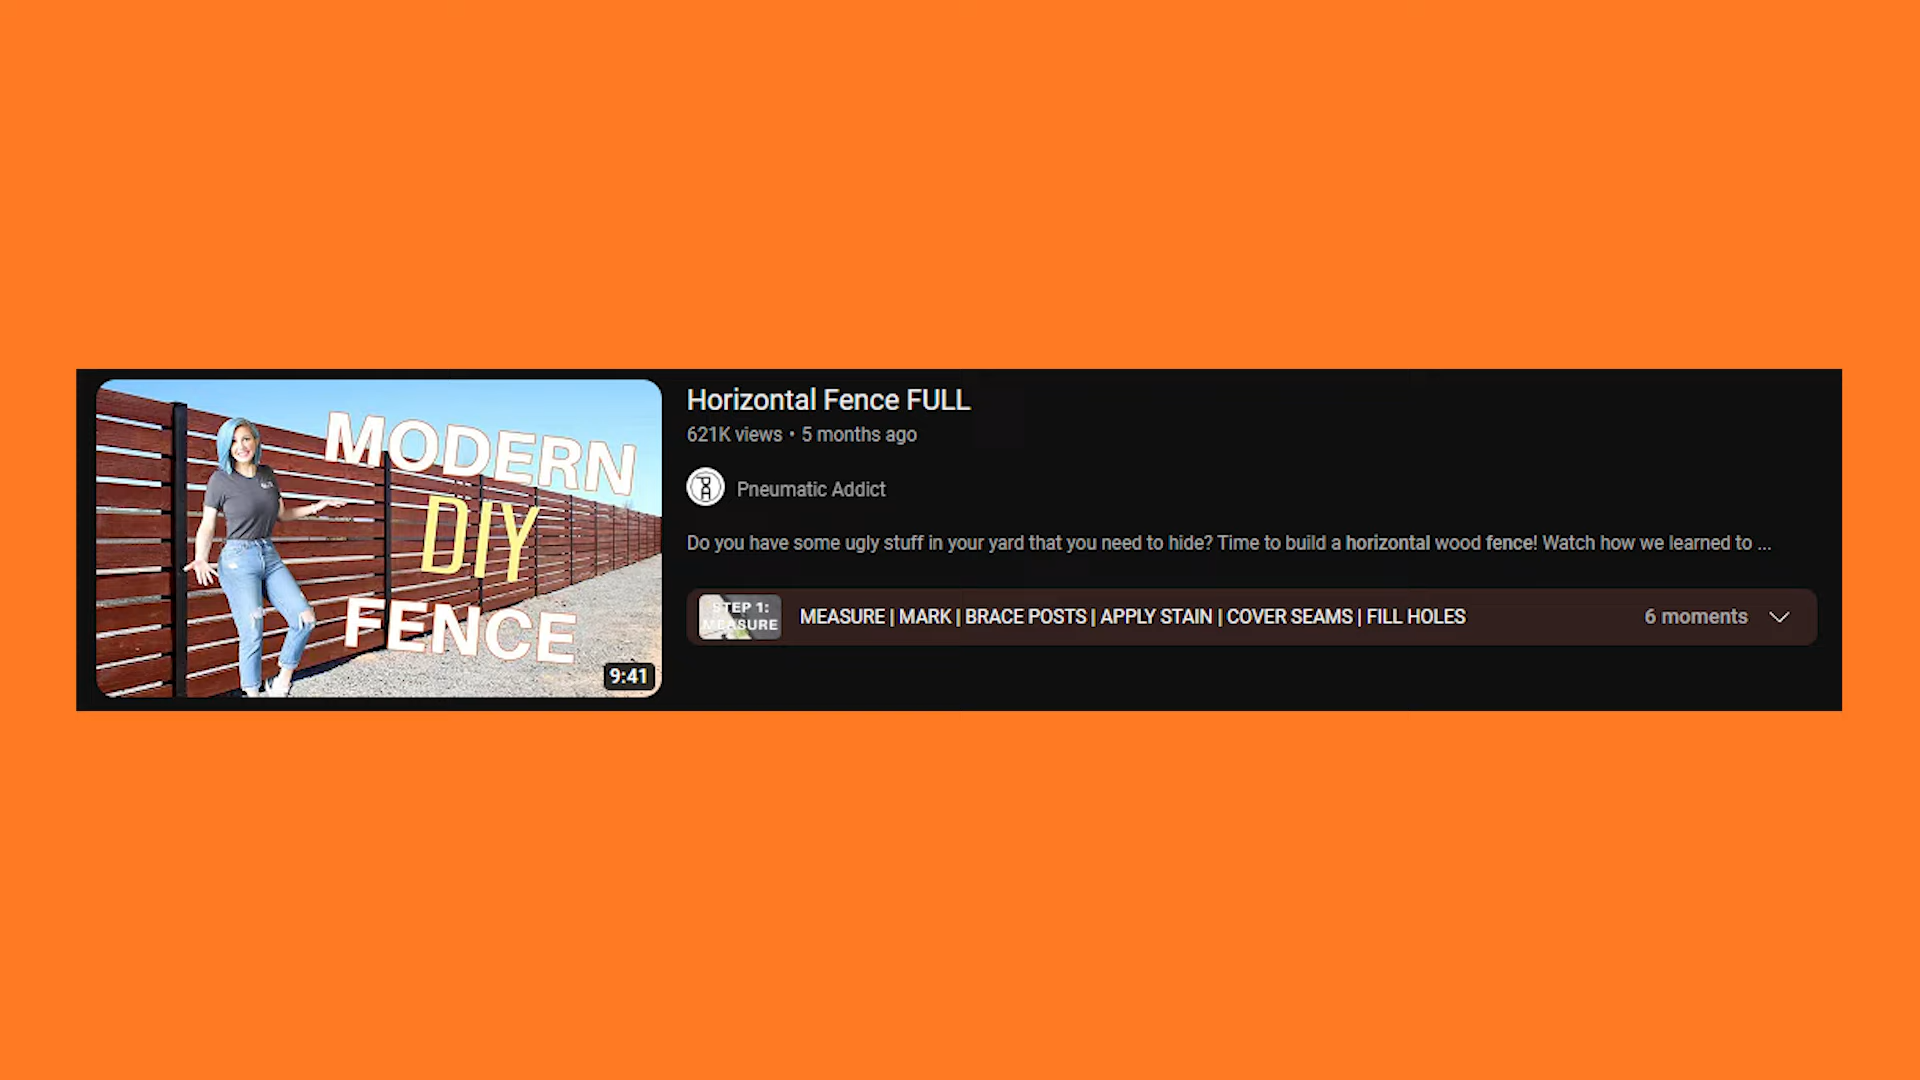 MODERN
DIY
FENCE
9:41
Horizontal Fence FULL
621K views • 5 months ago
Pneumatic Addict
Do you have some ugly stuff in your yard that you need to hide? Time to build a horizontal wood fence! Watch how we learned to ...
STEP 1:
MEASURE
MEASURE | MARK | BRACE POSTS | APPLY STAIN | COVER SEAMS | FILL HOLES
6 moments